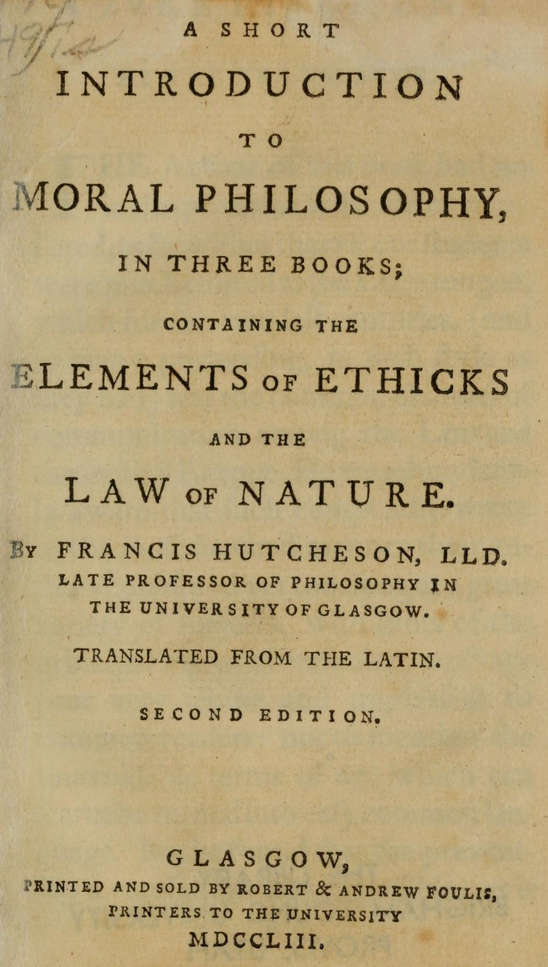 A SHORT
INTRODUCTION
TO
MORAL PHILOSOPHY,
IN THREE BOOKS;
CONTAINING THE
ELEMENTS OF ETHICKS
AND THE
LAW OF NATURE.
By FRANCIS HUTCHESON, LLD.
LATE PROFESSOR OF PHILOSOPHY IN
THE UNIVERSITY OF GLASGOW.
TRANSLATED FROM THE LATIN.
SECOND EDITION.
GLASGOW,
PRINTED AND SOLD BY ROBERT & ANDREW FOULIS,
PRINTERS TO THE UNIVERSITY
MDCCLIII.